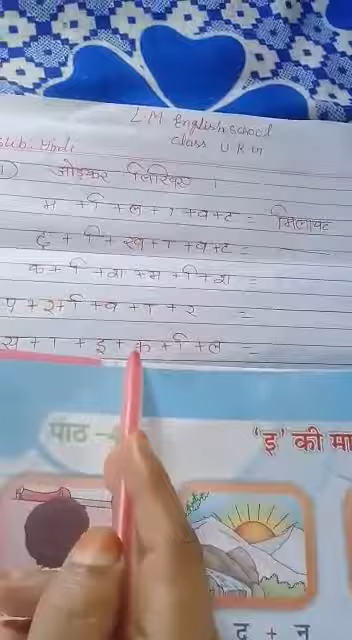 L.M English school
Sub: Hindi class U.K.G
1) जोड़कर लिखिए ।
म + ि + ल + ा + व + ट = मिलावट
द + ि + ख + ा + व + ट =
क + ि + श + म + ि + श =
प + र + ि + व + ा + र =
स + ा + इ + क + ि + ल =
पाठ - "इ" की मा
द + न